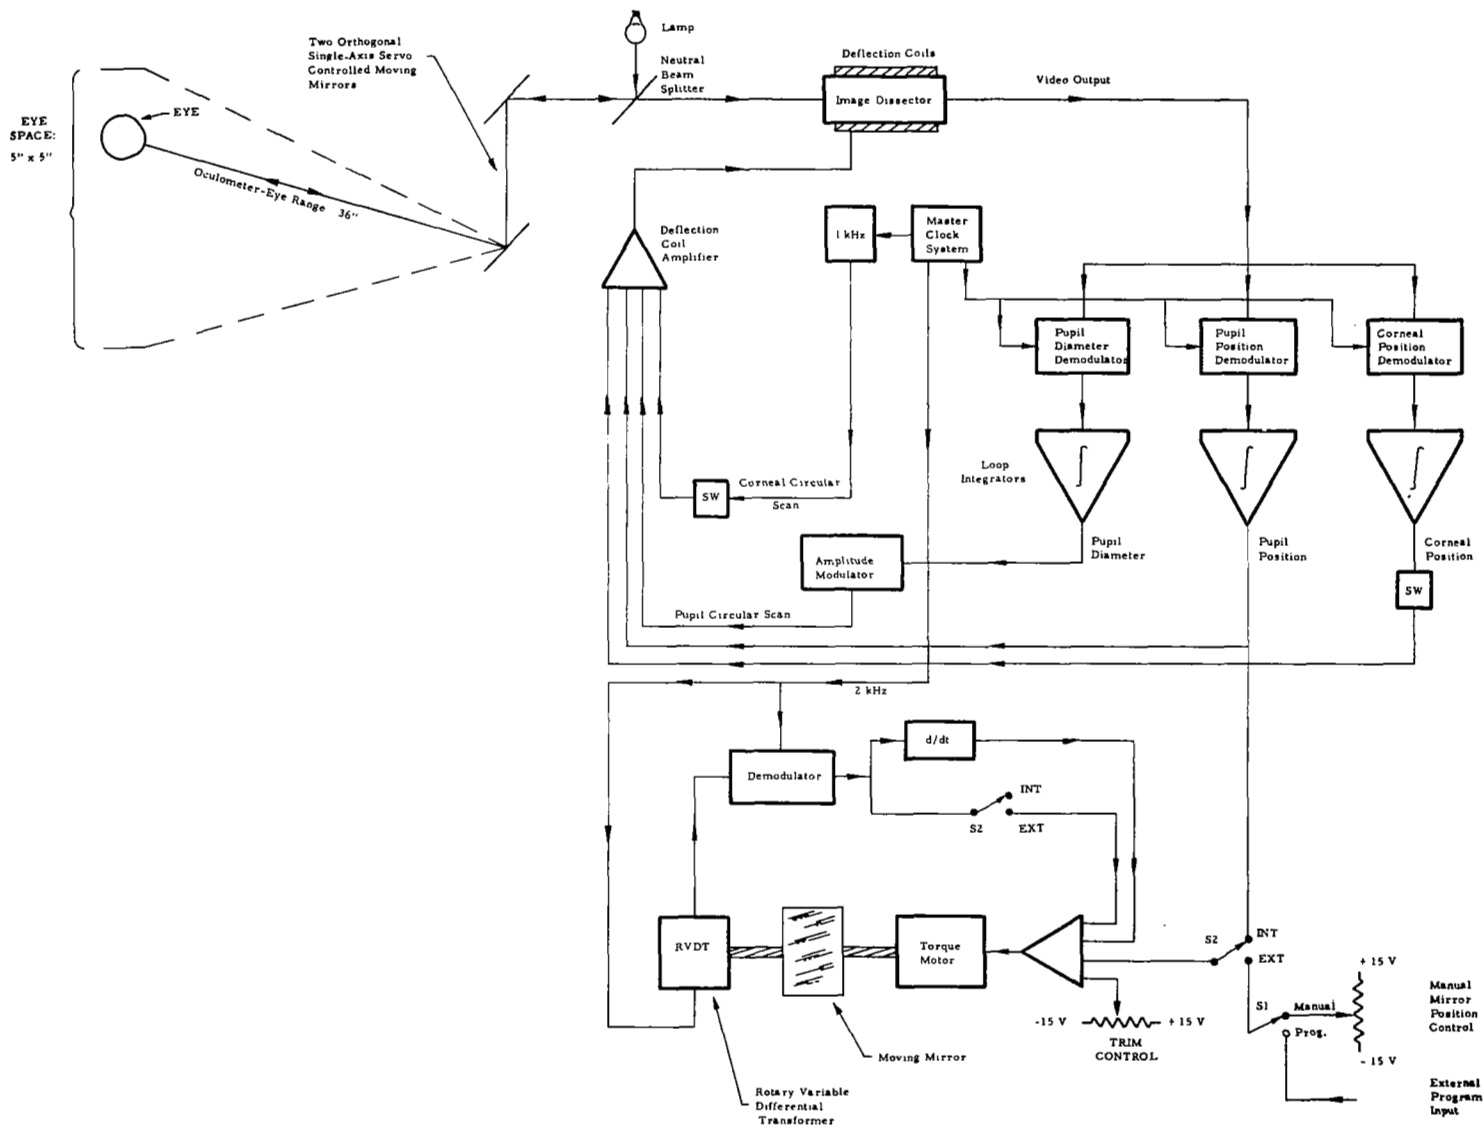 Lamp
Two Orthogonal
Single-Axis Servo
Controlled Moving
Mirrors
Neutral
Beam
Splitter
Deflection Coils
Image Dissector
Video Output
EYE
SPACE:
5" x 5"
EYE
Oculometer-Eye Range 36"
Deflection
Coil
Amplifier
1 kHz
Master
Clock
System
Pupil
Diameter
Demodulator
Pupil
Position
Demodulator
Corneal
Position
Demodulator
Loop
Integrators
∫
∫
∫
SW
Corneal Circular
Scan
Amplitude
Modulator
Pupil
Diameter
Pupil
Position
Corneal
Position
SW
Pupil Circular Scan
2 kHz
Demodulator
d/dt
INT
S2
EXT
RVDT
Torque
Motor
S2
INT
EXT
+ 15 V
S1
Manual
Prog.
- 15 V
Manual
Mirror
Position
Control
-15 V
+ 15 V
TRIM
CONTROL
Moving Mirror
Rotary Variable
Differential
Transformer
External
Program
Input